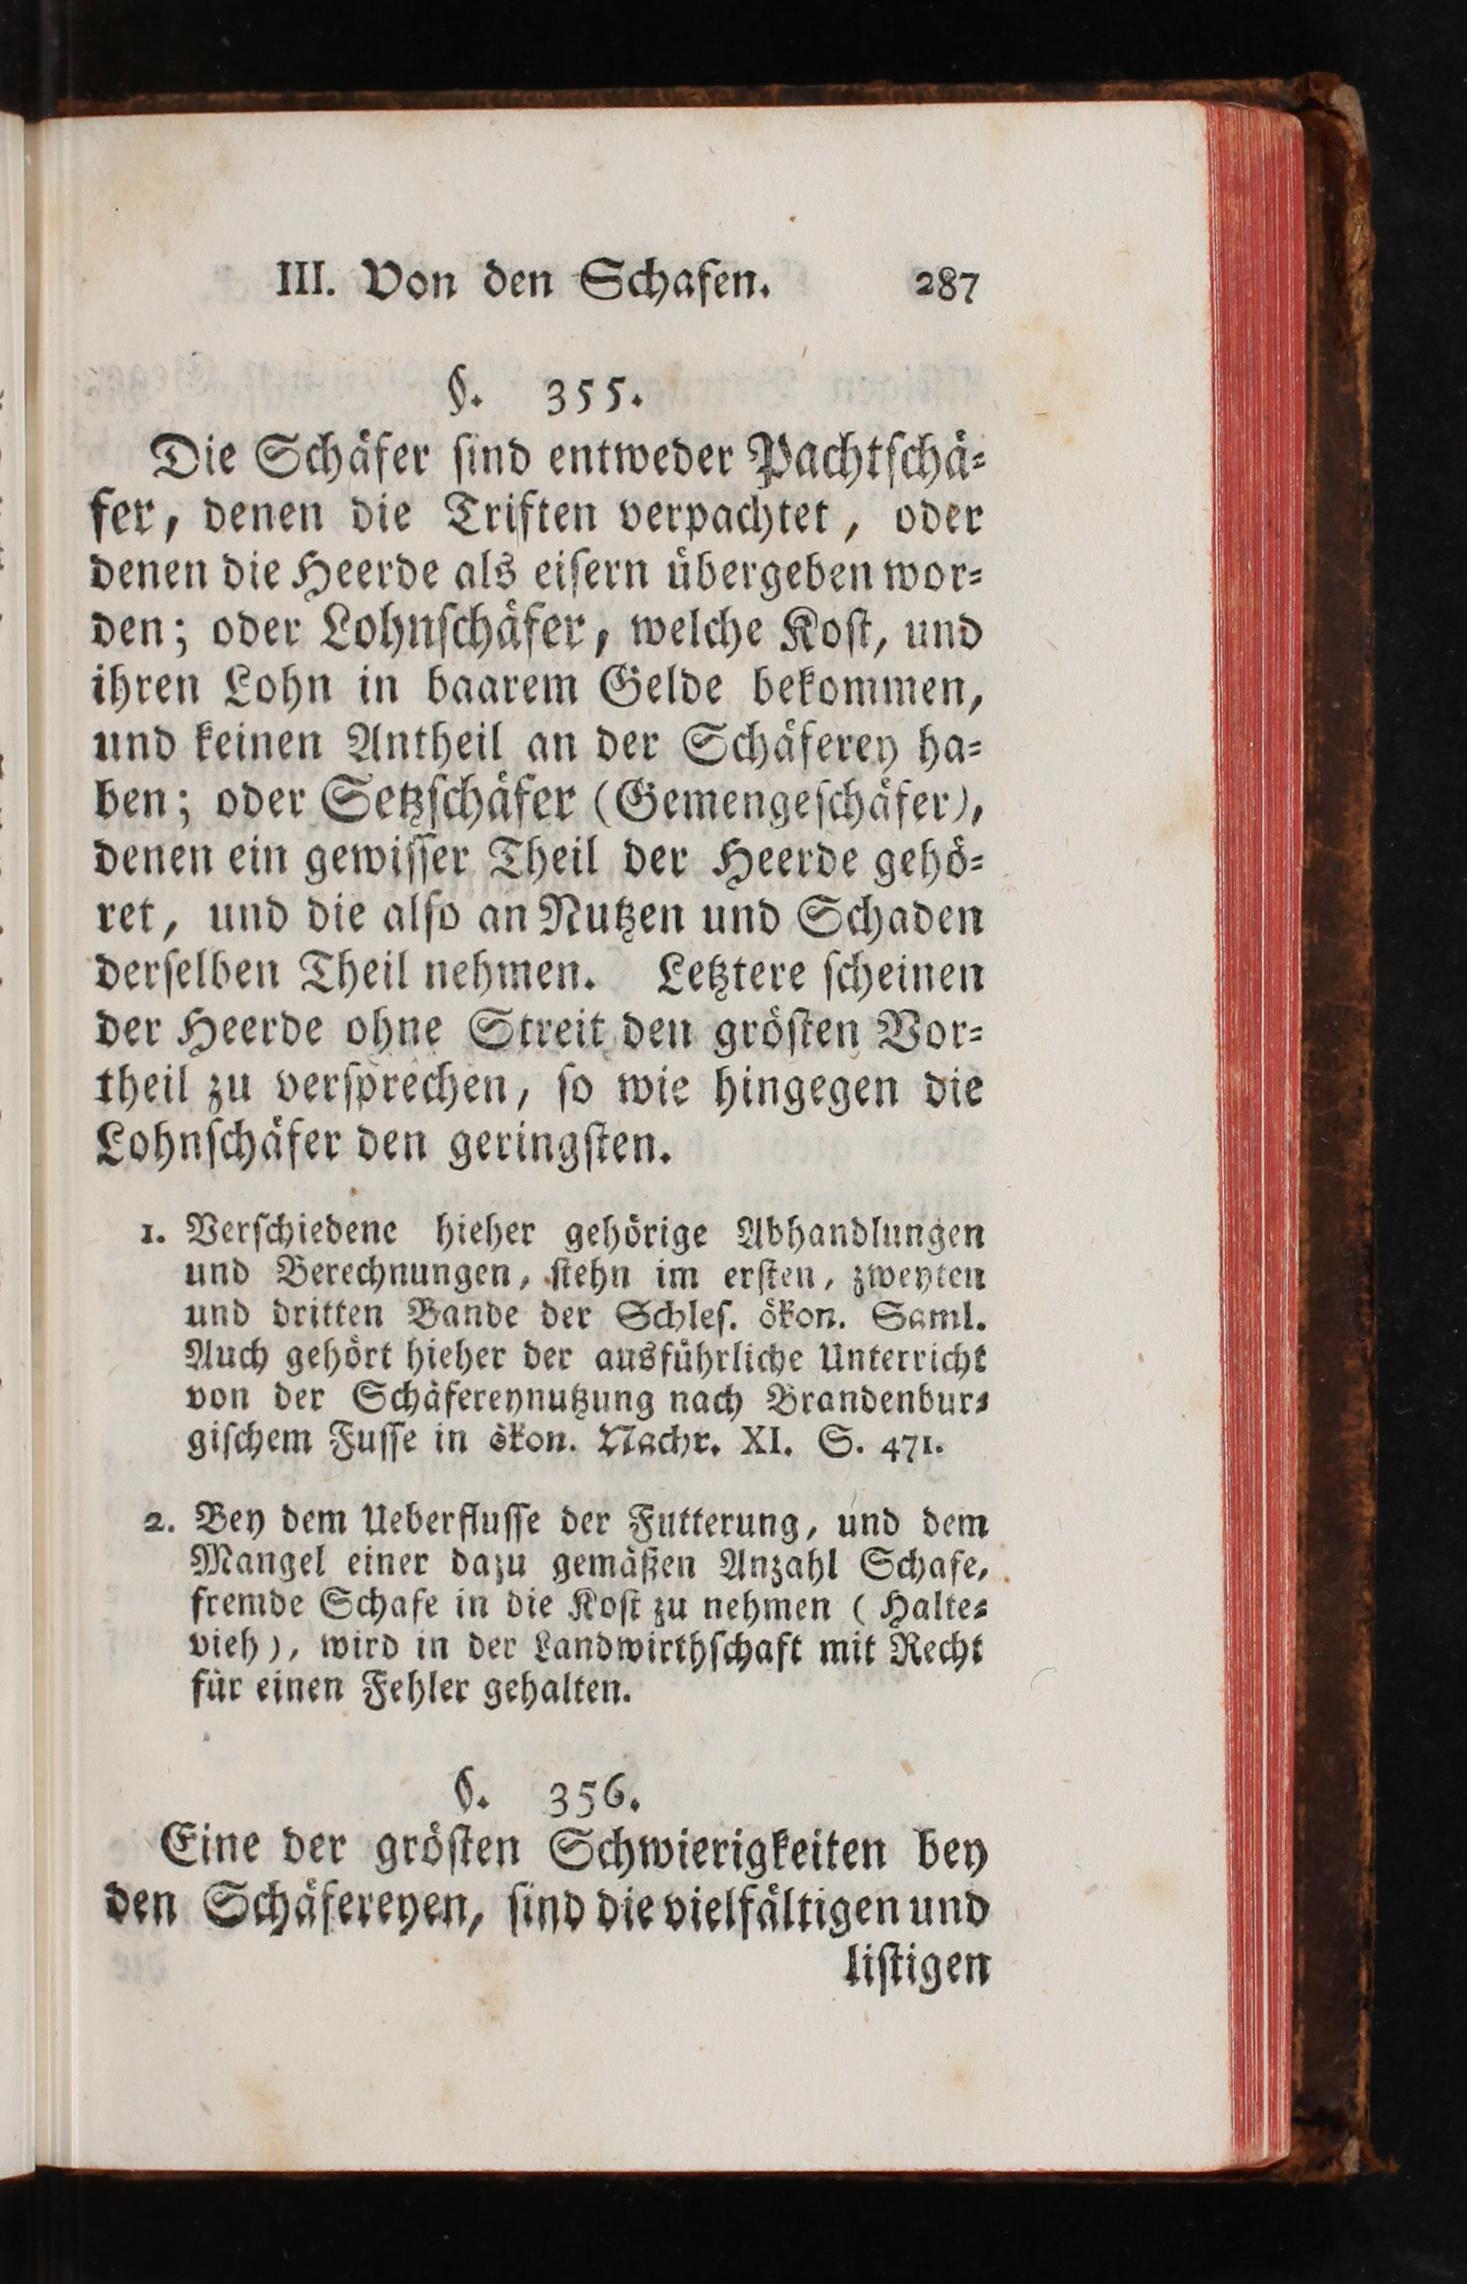 III. Von den Schafen. 287
§. 355.
Die Schäfer ſind entweder Pachtſchä⸗
fer, denen die Triften verpachtet, oder
denen die Heerde als eiſern übergeben wor⸗
den; oder Lohnſchäfer, welche Koſt, und
ihren Lohn in baarem Gelde bekommen,
und keinen Antheil an der Schäferey ha⸗
ben; oder Setzſchäfer (Gemengeſchäfer),
denen ein gewiſſer Theil der Heerde gehö⸗
ret, und die alſo an Nutzen und Schaden
derſelben Theil nehmen. Letztere ſcheinen
der Heerde ohne Streit den gröſten Vor⸗
theil zu verſprechen, ſo wie hingegen die
Lohnſchäfer den geringſten.
1. Verſchiedene hieher gehörige Abhandlungen
und Berechnungen, ſtehn im erſten, zweyten
und dritten Bande der Schleſ. ökon. Saml.
Auch gehört hieher der ausführliche Unterricht
von der Schäfereynutzung nach Brandenbur⸗
giſchem Fuſſe in ökon. Nachr. XI. S. 471.
2. Bey dem Ueberfluſſe der Futterung, und dem
Mangel einer dazu gemäßen Anzahl Schafe,
fremde Schafe in die Koſt zu nehmen (Halte⸗
vieh), wird in der Landwirthſchaft mit Recht
für einen Fehler gehalten.
§. 356.
Eine der gröſten Schwierigkeiten bey
den Schäfereyen, ſind die vielfältigen und
liſtigen